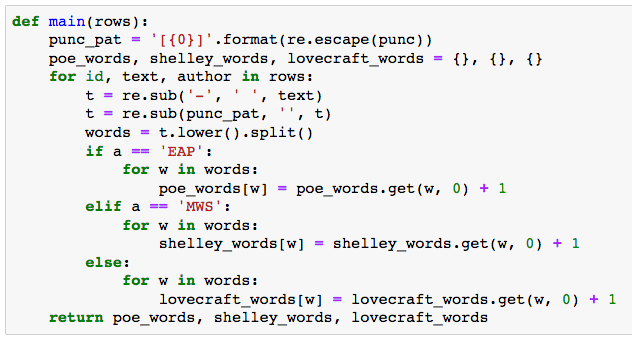 def main(rows):
    punc_pat = '[{0}]'.format(re.escape(punc))
    poe_words, shelley_words, lovecraft_words = {}, {}, {}
    for id, text, author in rows:
        t = re.sub('-', ' ', text)
        t = re.sub(punc_pat, '', t)
        words = t.lower().split()
        if a == 'EAP':
            for w in words:
                poe_words[w] = poe_words.get(w, 0) + 1
        elif a == 'MWS':
            for w in words:
                shelley_words[w] = shelley_words.get(w, 0) + 1
        else:
            for w in words:
                lovecraft_words[w] = lovecraft_words.get(w, 0) + 1
    return poe_words, shelley_words, lovecraft_words